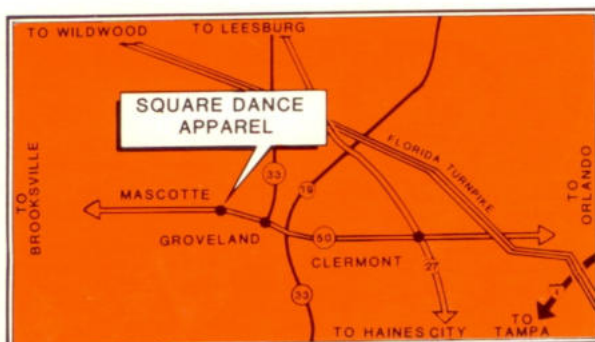 TO WILDWOOD
TO LEESBURG
SQUARE DANCE
APPAREL
FLORIDA TURNPIKE
33
19
TO
BROOKSVILLE
MASCOTTE
TO
ORLANDO
GROVELAND
50
CLERMONT
27
33
4
TO HAINES CITY
TO
TAMPA